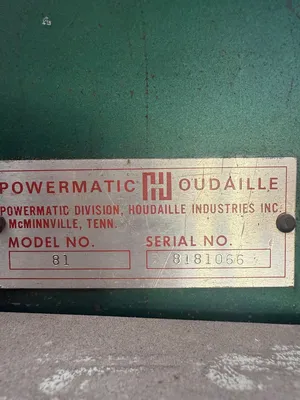 POWERMATIC HOUDAILLE
POWERMATIC DIVISION, HOUDAILLE INDUSTRIES INC.
McMINNVILLE, TENN.
MODEL NO. SERIAL NO.
81 8181066